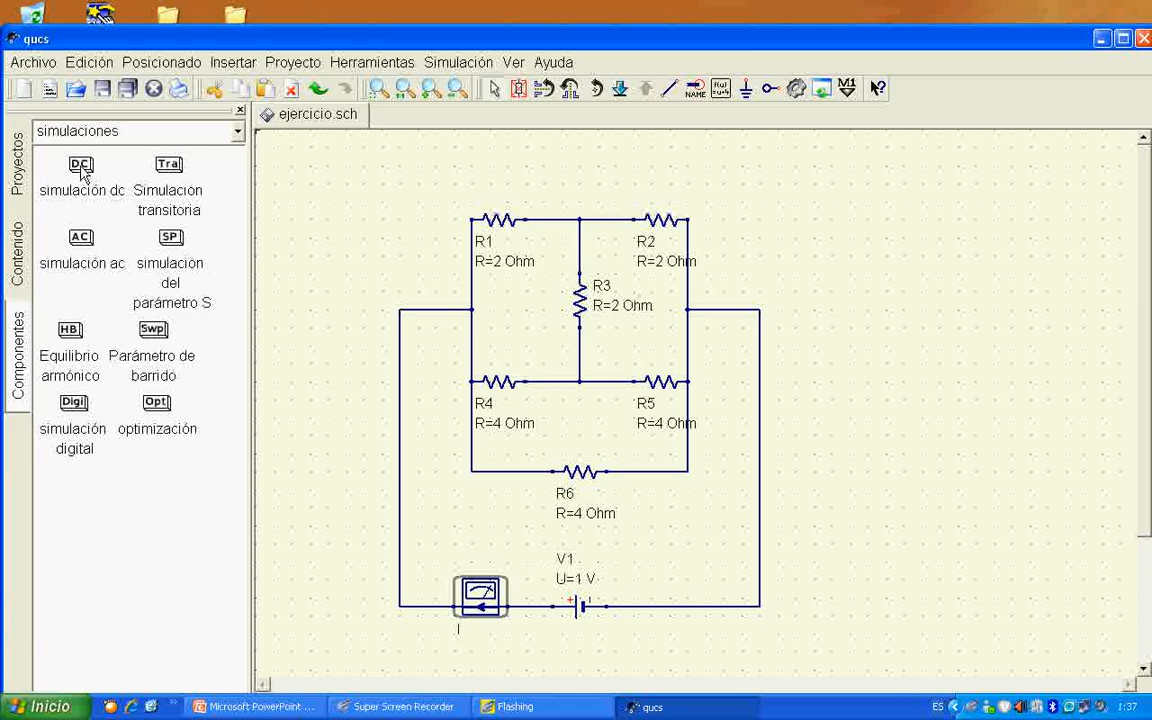 qucs
Archivo Edición Posicionado Insertar Proyecto Herramientas Simulación Ver Ayuda
NAME
M1
ejercicio.sch
simulaciones
Proyectos
Contenido
Componentes
DC
simulación dc
Tra
Simulación
transitoria
AC
simulación ac
SP
simulación
del
parámetro S
HB
Equilibrio
armónico
Swp
Parámetro de
barrido
Digi
simulación
digital
Opt
optimización
R1
R=2 Ohm
R2
R=2 Ohm
R3
R=2 Ohm
R4
R=4 Ohm
R5
R=4 Ohm
R6
R=4 Ohm
V1
U=1 V
+
I
Inicio
Microsoft PowerPoint ...
Super Screen Recorder
Flashing
qucs
ES
1:37